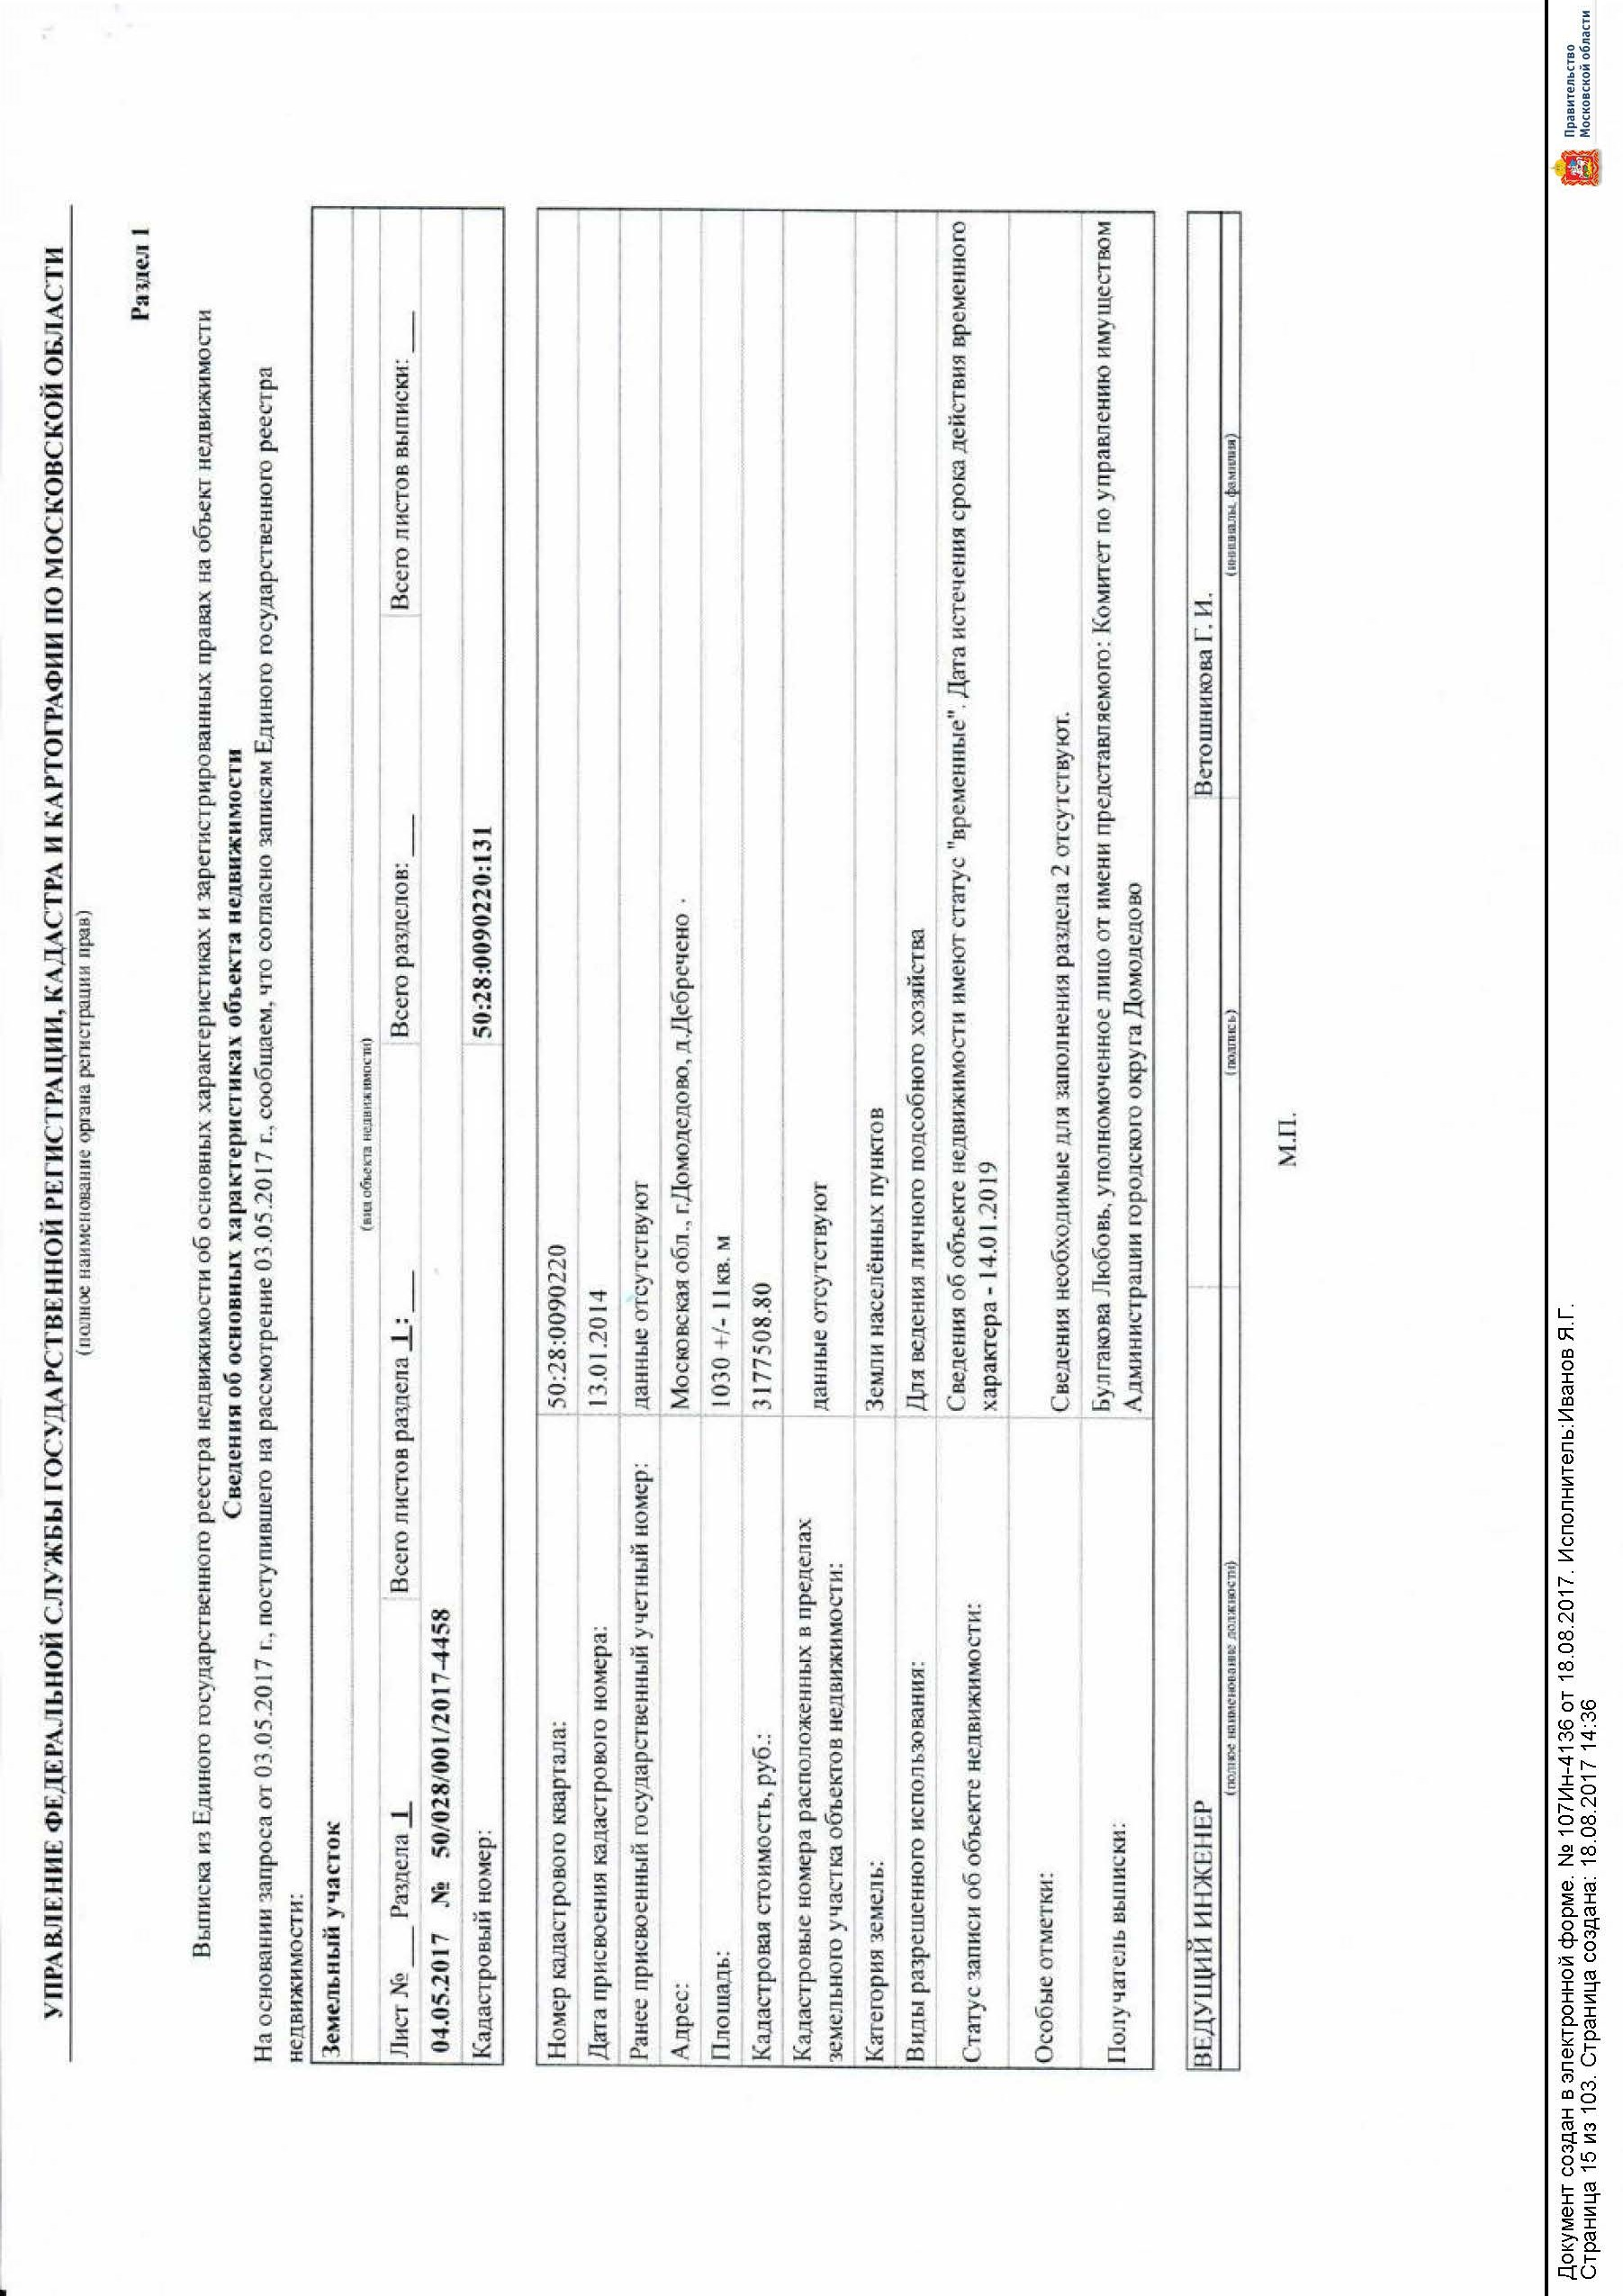 УПРАВЛЕНИЕ ФЕДЕРАЛЬНОЙ СЛУЖБЫ ГОСУДАРСТВЕННОЙ РЕГИСТРАЦИИ, КАДАСТРА И КАРТОГРАФИИ ПО МОСКОВСКОЙ ОБЛАСТИ
(полное наименование органа регистрации прав)
Раздел 1
Выписка из Единого государственного реестра недвижимости об основных характеристиках и зарегистрированных правах на объект недвижимости
Сведения об основных характеристиках объекта недвижимости
На основании запроса от 03.05.2017 г., поступившего на рассмотрение 03.05.2017 г., сообщаем, что согласно записям Единого государственного реестра
недвижимости:
Земельный участок
(вид объекта недвижимости)
Лист № ___ Раздела 1 Всего листов раздела 1: ___ Всего разделов: ___ Всего листов выписки: ___
04.05.2017 № 50/028/001/2017-4458
Кадастровый номер: 50:28:0090220:131
Номер кадастрового квартала: 50:28:0090220
Дата присвоения кадастрового номера: 13.01.2014
Ранее присвоенный государственный учетный номер: данные отсутствуют
Адрес: Московская обл., г.Домодедово, д.Дебречено .
Площадь: 1030 +/- 11кв. м
Кадастровая стоимость, руб.: 3177508.80
Кадастровые номера расположенных в пределах
земельного участка объектов недвижимости: данные отсутствуют
Категория земель: Земли населённых пунктов
Виды разрешенного использования: Для ведения личного подсобного хозяйства
Статус записи об объекте недвижимости: Сведения об объекте недвижимости имеют статус "временные". Дата истечения срока действия временного
характера - 14.01.2019
Особые отметки: Сведения необходимые для заполнения раздела 2 отсутствуют.
Получатель выписки: Булгакова Любовь, уполномоченное лицо от имени представляемого: Комитет по управлению имуществом
Администрации городского округа Домодедово
ВЕДУЩИЙ ИНЖЕНЕР Ветошникова Г. И.
(полное наименование должности) (подпись) (инициалы, фамилия)
М.П.
Документ создан в электронной форме. № 107Ин-4136 от 18.08.2017. Исполнитель:Иванов Я.Г.
Страница 15 из 103. Страница создана: 18.08.2017 14:36
Правительство
Московской области